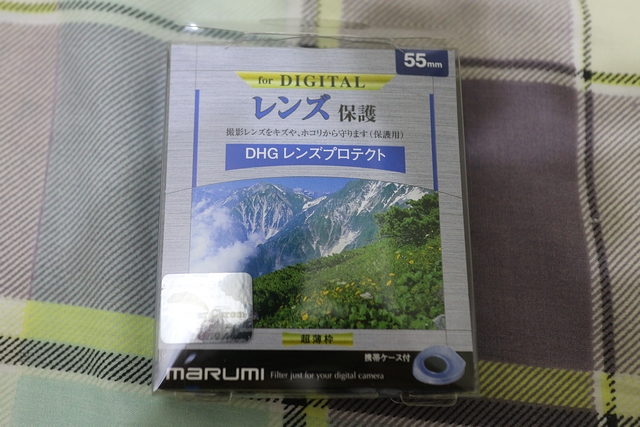 55mm
for DIGITAL
レンズ 保護
撮影レンズをキズや、ホコリから守ります(保護用)
DHG レンズプロテクト
超薄枠
携帯ケース付
marumi Filter just for your digital camera